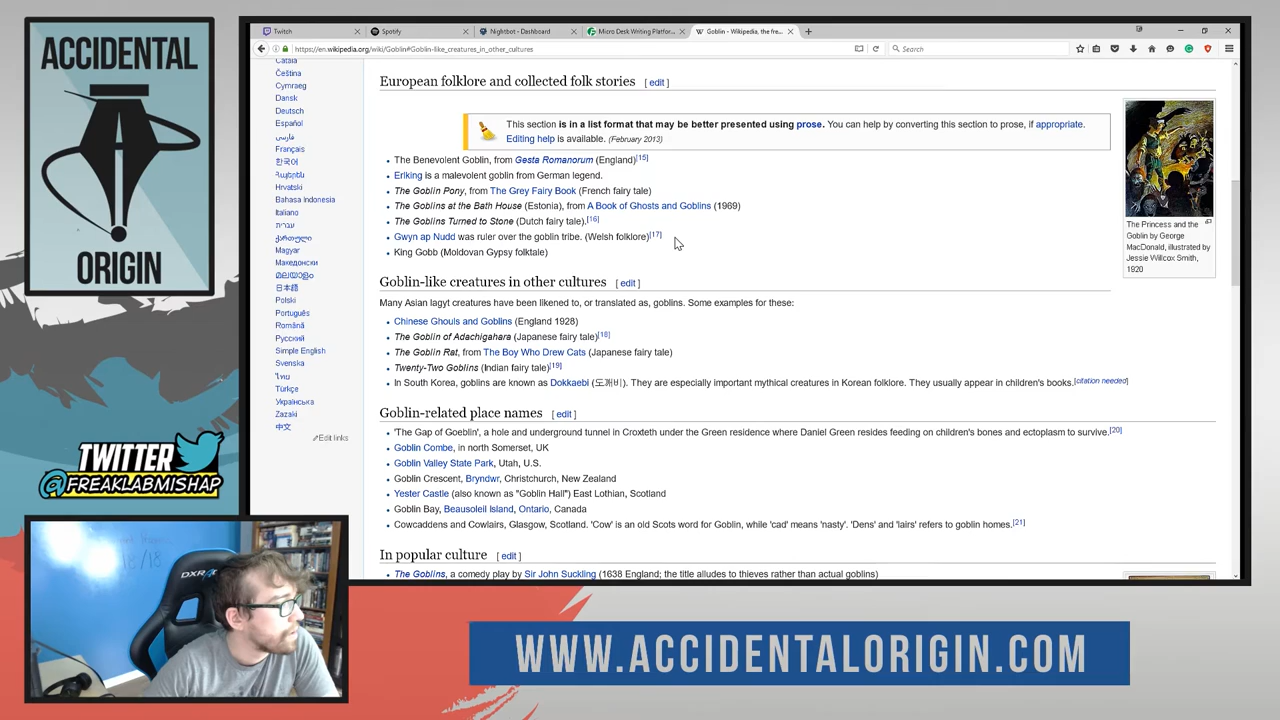 ACCIDENTAL
ORIGIN
Twitch
Spotify
Nightbot - Dashboard
Micro Desk Writing Platfor...
Goblin - Wikipedia, the fre...
https://en.wikipedia.org/wiki/Goblin#Goblin-like_creatures_in_other_cultures
Search
Català
Čeština
Cymraeg
Dansk
Deutsch
Español
فارسی
Français
한국어
Հայերեն
Hrvatski
Bahasa Indonesia
Italiano
עברית
ქართული
Magyar
Македонски
മലയാളം
日本語
Polski
Português
Română
Русский
Simple English
Svenska
ไทย
Türkçe
Українська
Zazaki
中文
Edit links
European folklore and collected folk stories [ edit ]
This section is in a list format that may be better presented using prose. You can help by converting this section to prose, if appropriate.
Editing help is available. (February 2013)
The Benevolent Goblin, from Gesta Romanorum (England)[15]
Erlking is a malevolent goblin from German legend.
The Goblin Pony, from The Grey Fairy Book (French fairy tale)
The Goblins at the Bath House (Estonia), from A Book of Ghosts and Goblins (1969)
The Goblins Turned to Stone (Dutch fairy tale).[16]
Gwyn ap Nudd was ruler over the goblin tribe. (Welsh folklore)[17]
King Gobb (Moldovan Gypsy folktale)
The Princess and the
Goblin by George
MacDonald, illustrated by
Jessie Willcox Smith,
1920
Goblin-like creatures in other cultures [ edit ]
Many Asian lagyt creatures have been likened to, or translated as, goblins. Some examples for these:
Chinese Ghouls and Goblins (England 1928)
The Goblin of Adachigahara (Japanese fairy tale)[18]
The Goblin Rat, from The Boy Who Drew Cats (Japanese fairy tale)
Twenty-Two Goblins (Indian fairy tale)[19]
In South Korea, goblins are known as Dokkaebi (도깨비). They are especially important mythical creatures in Korean folklore. They usually appear in children's books.[citation needed]
Goblin-related place names [ edit ]
'The Gap of Goeblin', a hole and underground tunnel in Croxteth under the Green residence where Daniel Green resides feeding on children's bones and ectoplasm to survive.[20]
Goblin Combe, in north Somerset, UK
Goblin Valley State Park, Utah, U.S.
Goblin Crescent, Bryndwr, Christchurch, New Zealand
Yester Castle (also known as "Goblin Hall") East Lothian, Scotland
Goblin Bay, Beausoleil Island, Ontario, Canada
Cowcaddens and Cowlairs, Glasgow, Scotland. 'Cow' is an old Scots word for Goblin, while 'cad' means 'nasty'. 'Dens' and 'lairs' refers to goblin homes.[21]
In popular culture [ edit ]
The Goblins, a comedy play by Sir John Suckling (1638 England; the title alludes to thieves rather than actual goblins)
TWITTER
@FREAKLABMISHAP
18/18
DXR
WWW.ACCIDENTALORIGIN.COM